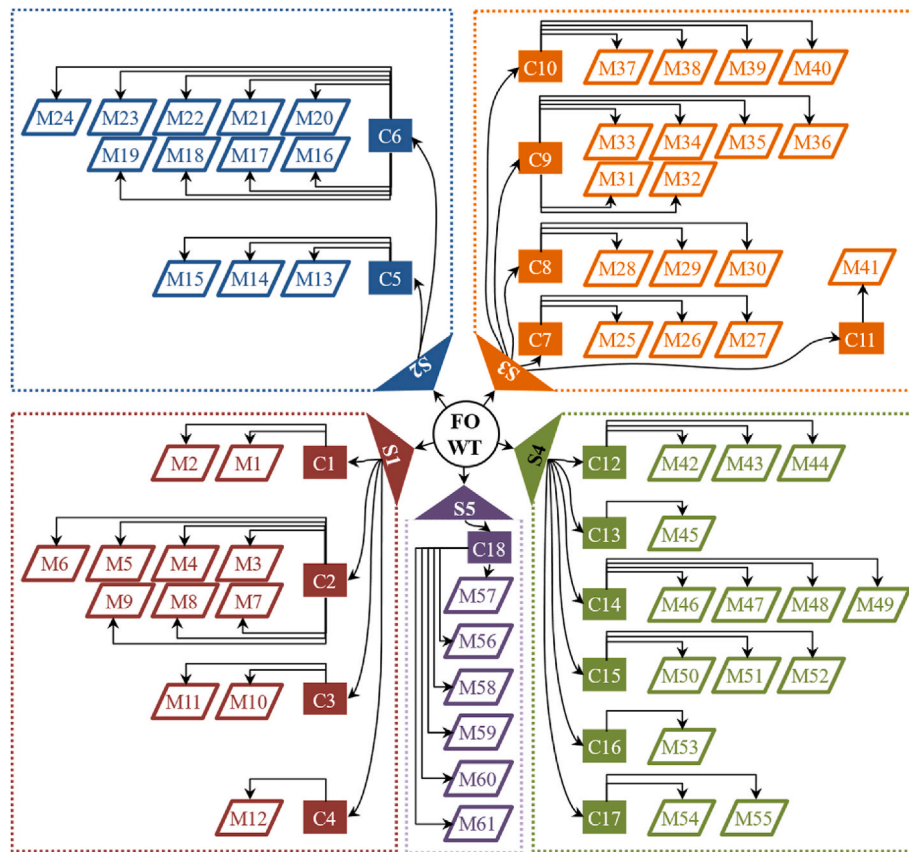 M24 M23 M22 M21 M20
C6
M19 M18 M17 M16
M15 M14 M13 C5
S2
C10 M37 M38 M39 M40
M33 M34 M35 M36
C9
M31 M32
C8 M28 M29 M30
M41
C7 M25 M26 M27 C11
S3
FO
WT
M2 M1 C1 S1
M6 M5 M4 M3
C2
M9 M8 M7
M11 M10 C3
M12 C4
S5
C18
M57
M56
M58
M59
M60
M61
S4 C12 M42 M43 M44
C13 M45
C14 M46 M47 M48 M49
C15 M50 M51 M52
C16 M53
C17 M54 M55